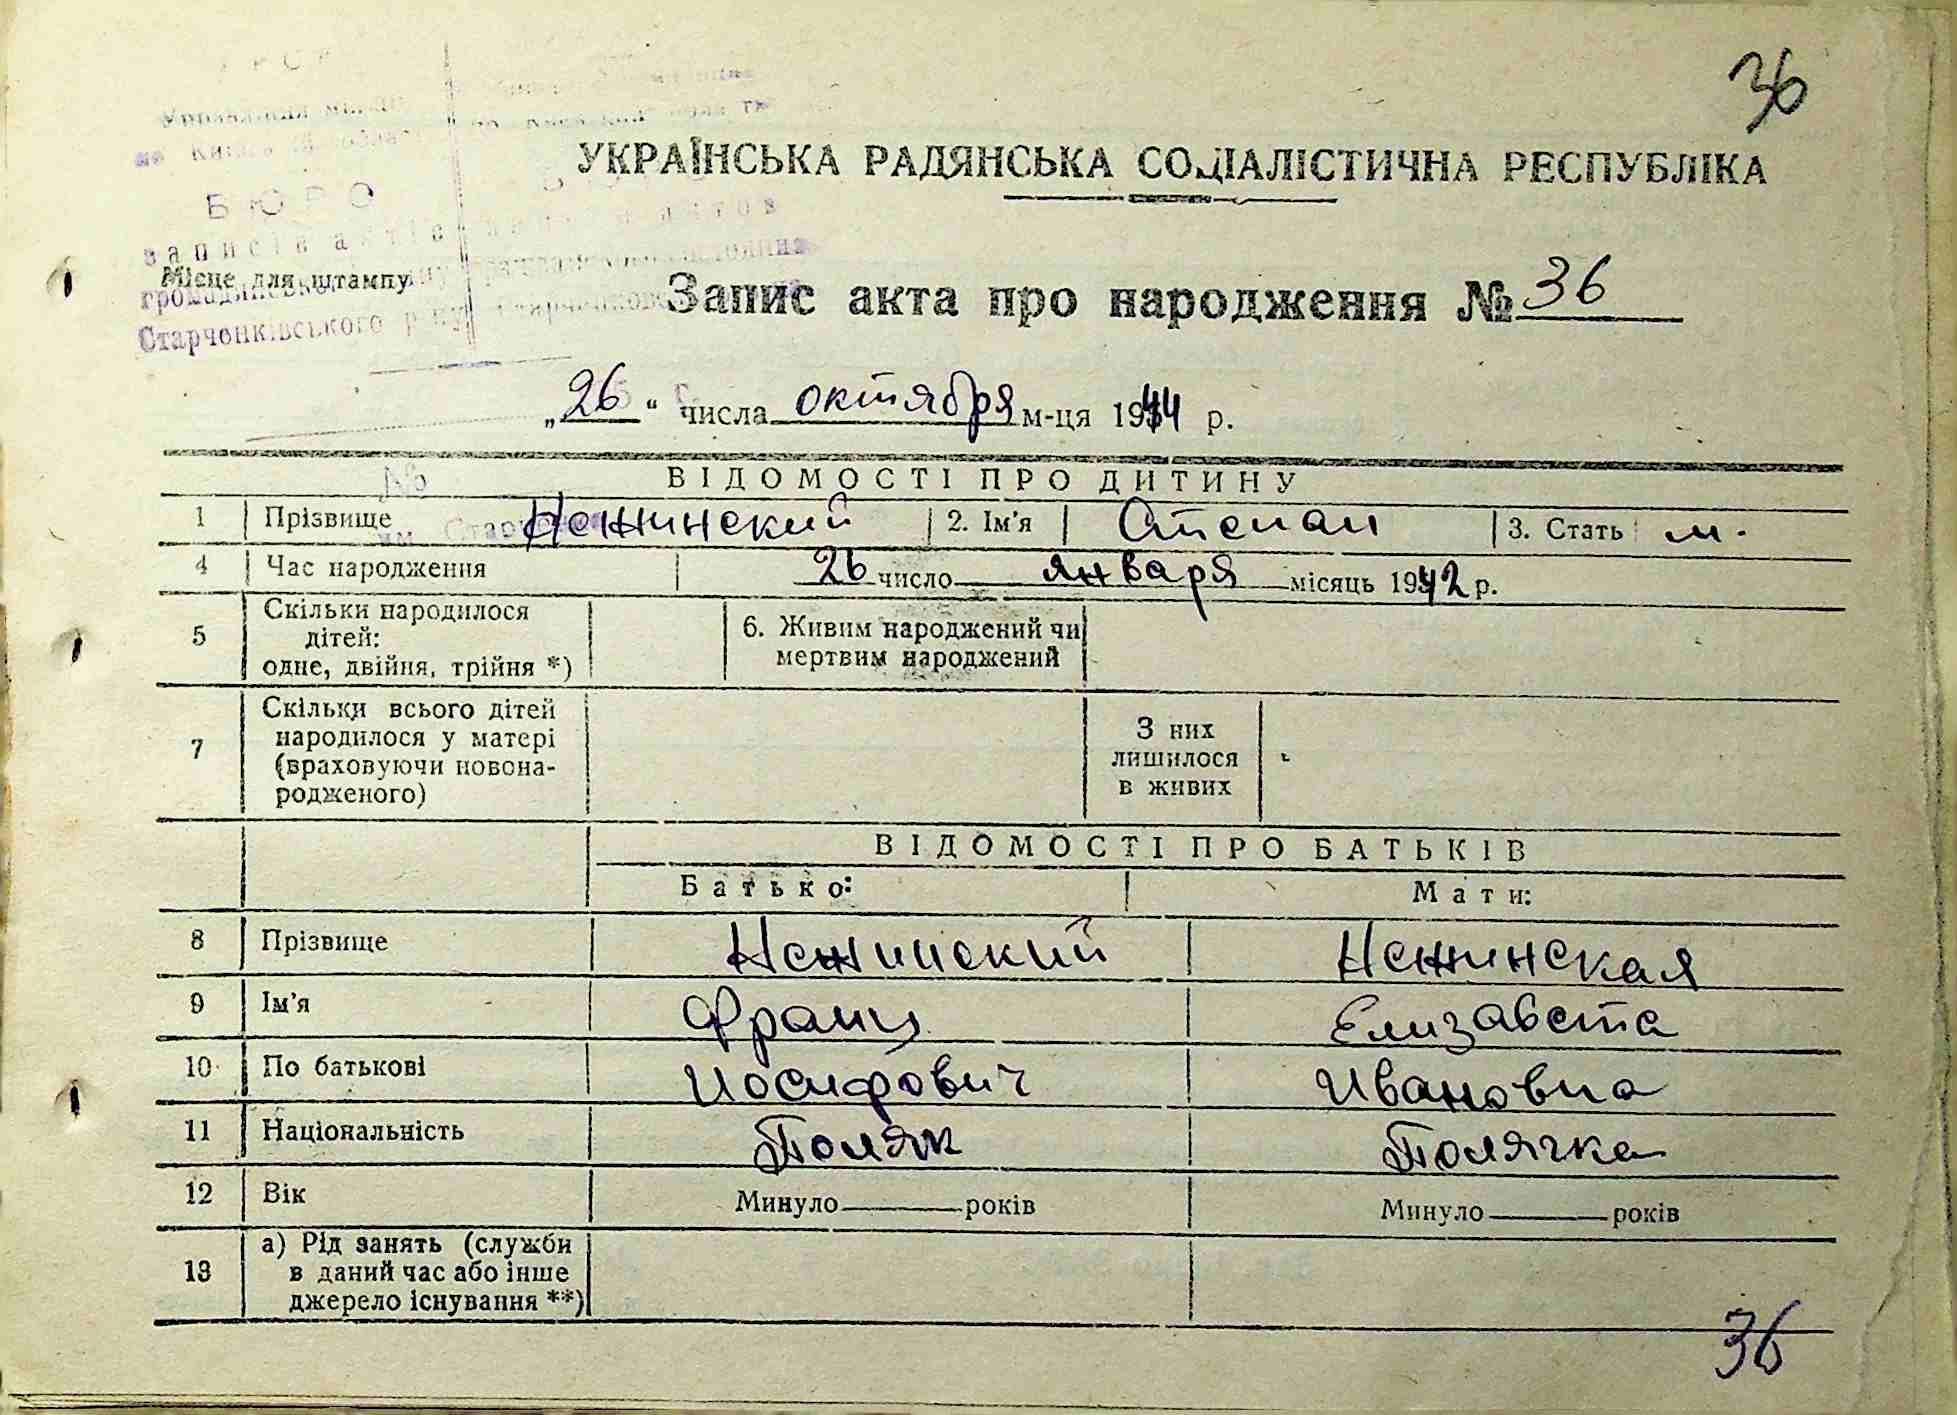 36
УКРАЇНСЬКА РАДЯНСЬКА СОЦІАЛІСТИЧНА РЕСПУБЛІКА
БЮРО
записів актів
Місце для штампу
Старченківського р-ну
Запис акта про народження № 36
„26“ числа октября м-ця 1944 р.
ВІДОМОСТІ ПРО ДИТИНУ
1 Прізвище Нежинский 2. Ім'я Степан 3. Стать м.
4 Час народження 26 число января місяць 1942 р.
5 Скільки народилося дітей: одне, двійня, трійня *) 6. Живим народжений чи мертвим народжений
7 Скільки всього дітей народилося у матері (враховуючи новонародженого) З них лишилося в живих
ВІДОМОСТІ ПРО БАТЬКІВ
Батько: Мати:
8 Прізвище Нежинский Нежинская
9 Ім'я Франц Елизавета
10 По батькові Иосифович Ивановна
11 Національність Поляк Полячка
12 Вік Минуло років Минуло років
13 а) Рід занять (служби в даний час або інше джерело існування **)
36